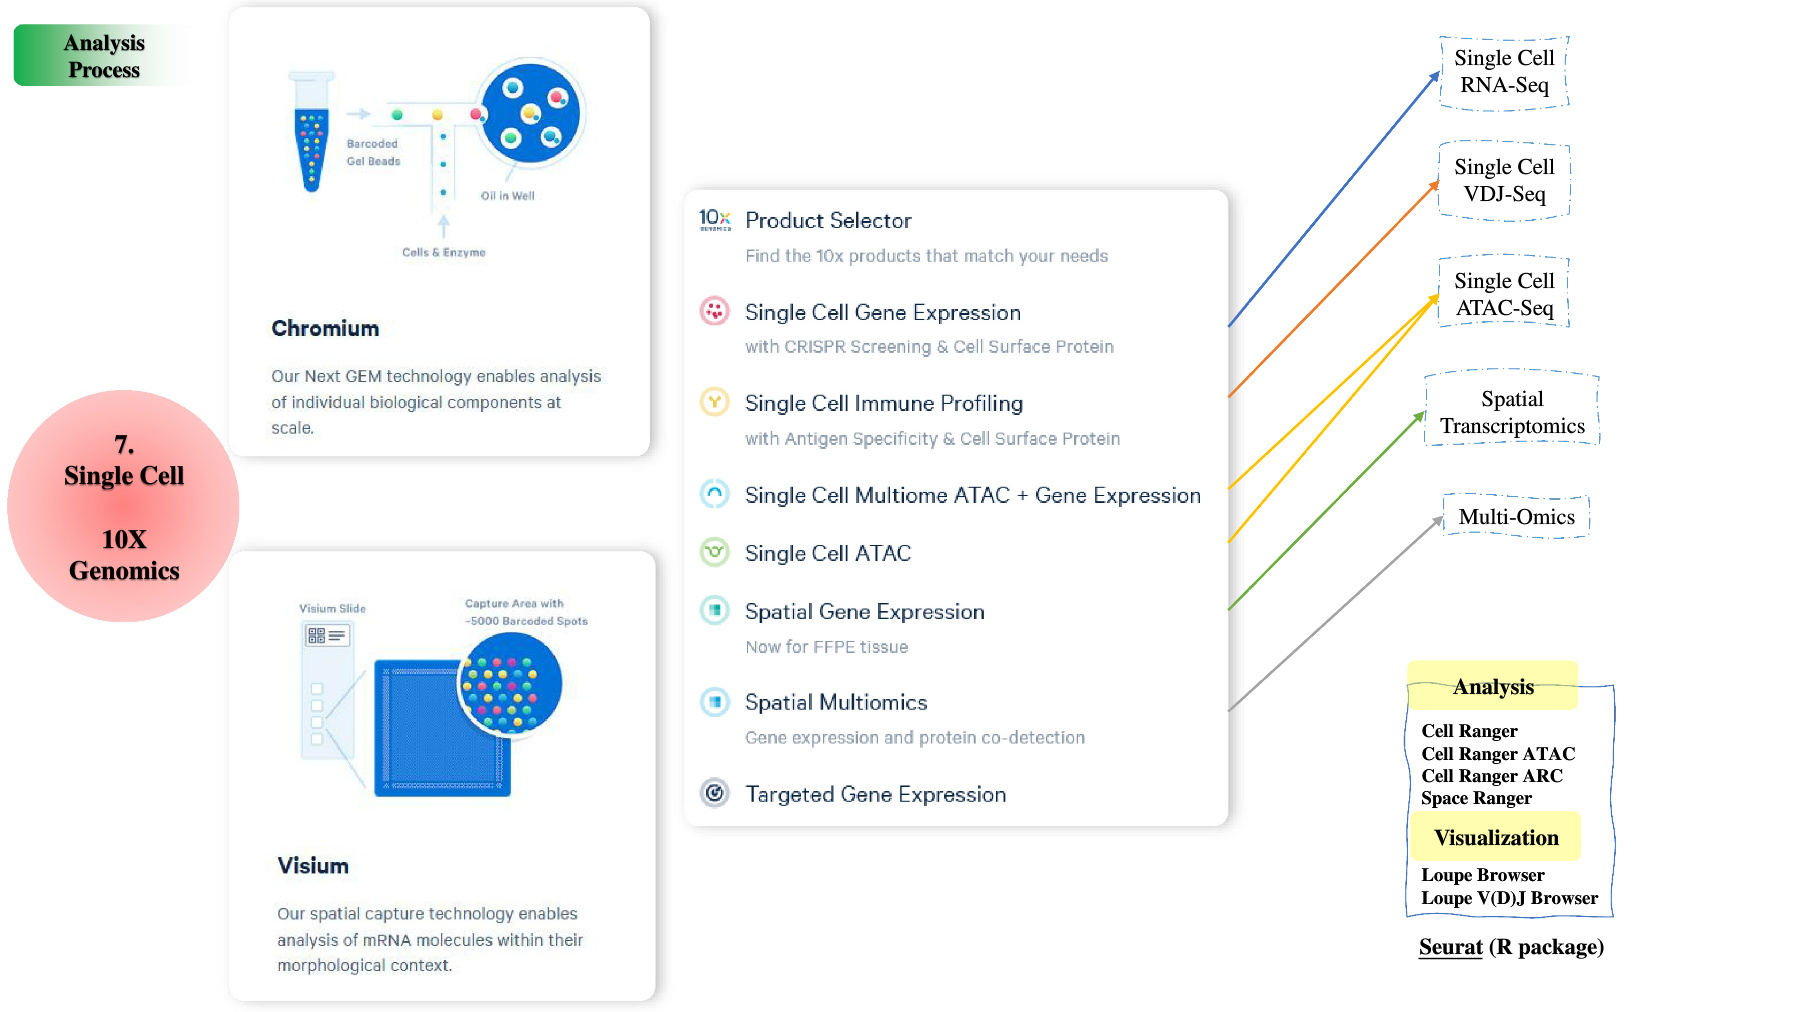 Analysis
Process
Barcoded
Gel Beads
Oil in Well
Cells & Enzyme
Chromium
Our Next GEM technology enables analysis
of individual biological components at
scale.
7.
Single Cell
10X
Genomics
Visium Slide
Capture Area with
~5000 Barcoded Spots
Visium
Our spatial capture technology enables
analysis of mRNA molecules within their
morphological context.
10x
GENOMICS
Product Selector
Find the 10x products that match your needs
Single Cell Gene Expression
with CRISPR Screening & Cell Surface Protein
Single Cell Immune Profiling
with Antigen Specificity & Cell Surface Protein
Single Cell Multiome ATAC + Gene Expression
Single Cell ATAC
Spatial Gene Expression
Now for FFPE tissue
Spatial Multiomics
Gene expression and protein co-detection
Targeted Gene Expression
Single Cell
RNA-Seq
Single Cell
VDJ-Seq
Single Cell
ATAC-Seq
Spatial
Transcriptomics
Multi-Omics
Analysis
Cell Ranger
Cell Ranger ATAC
Cell Ranger ARC
Space Ranger
Visualization
Loupe Browser
Loupe V(D)J Browser
Seurat (R package)